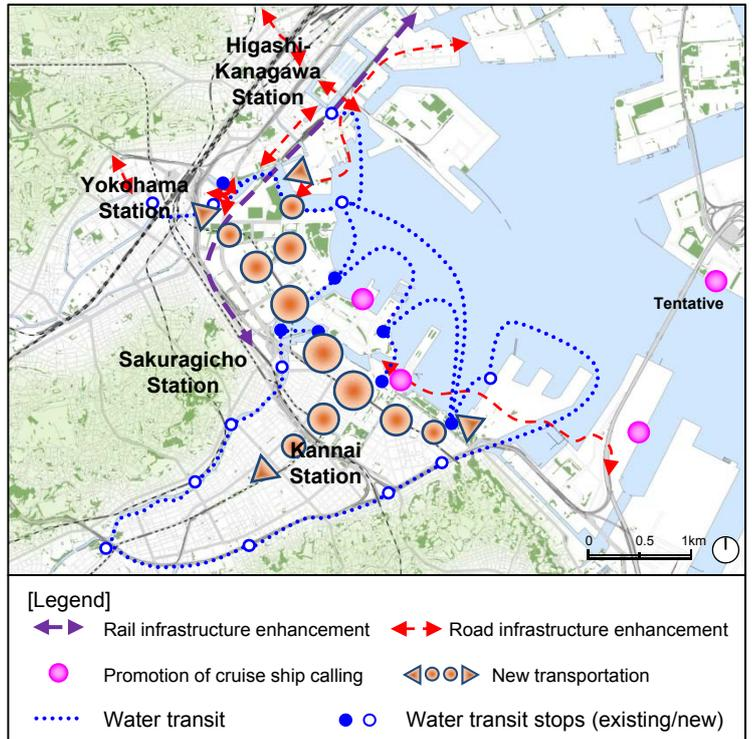 Higashi-
Kanagawa
Station
Yokohama
Station
Tentative
Sakuragicho
Station
Kannai
Station
0 0.5 1km
[Legend]
Rail infrastructure enhancement
Road infrastructure enhancement
Promotion of cruise ship calling
New transportation
Water transit
Water transit stops (existing/new)